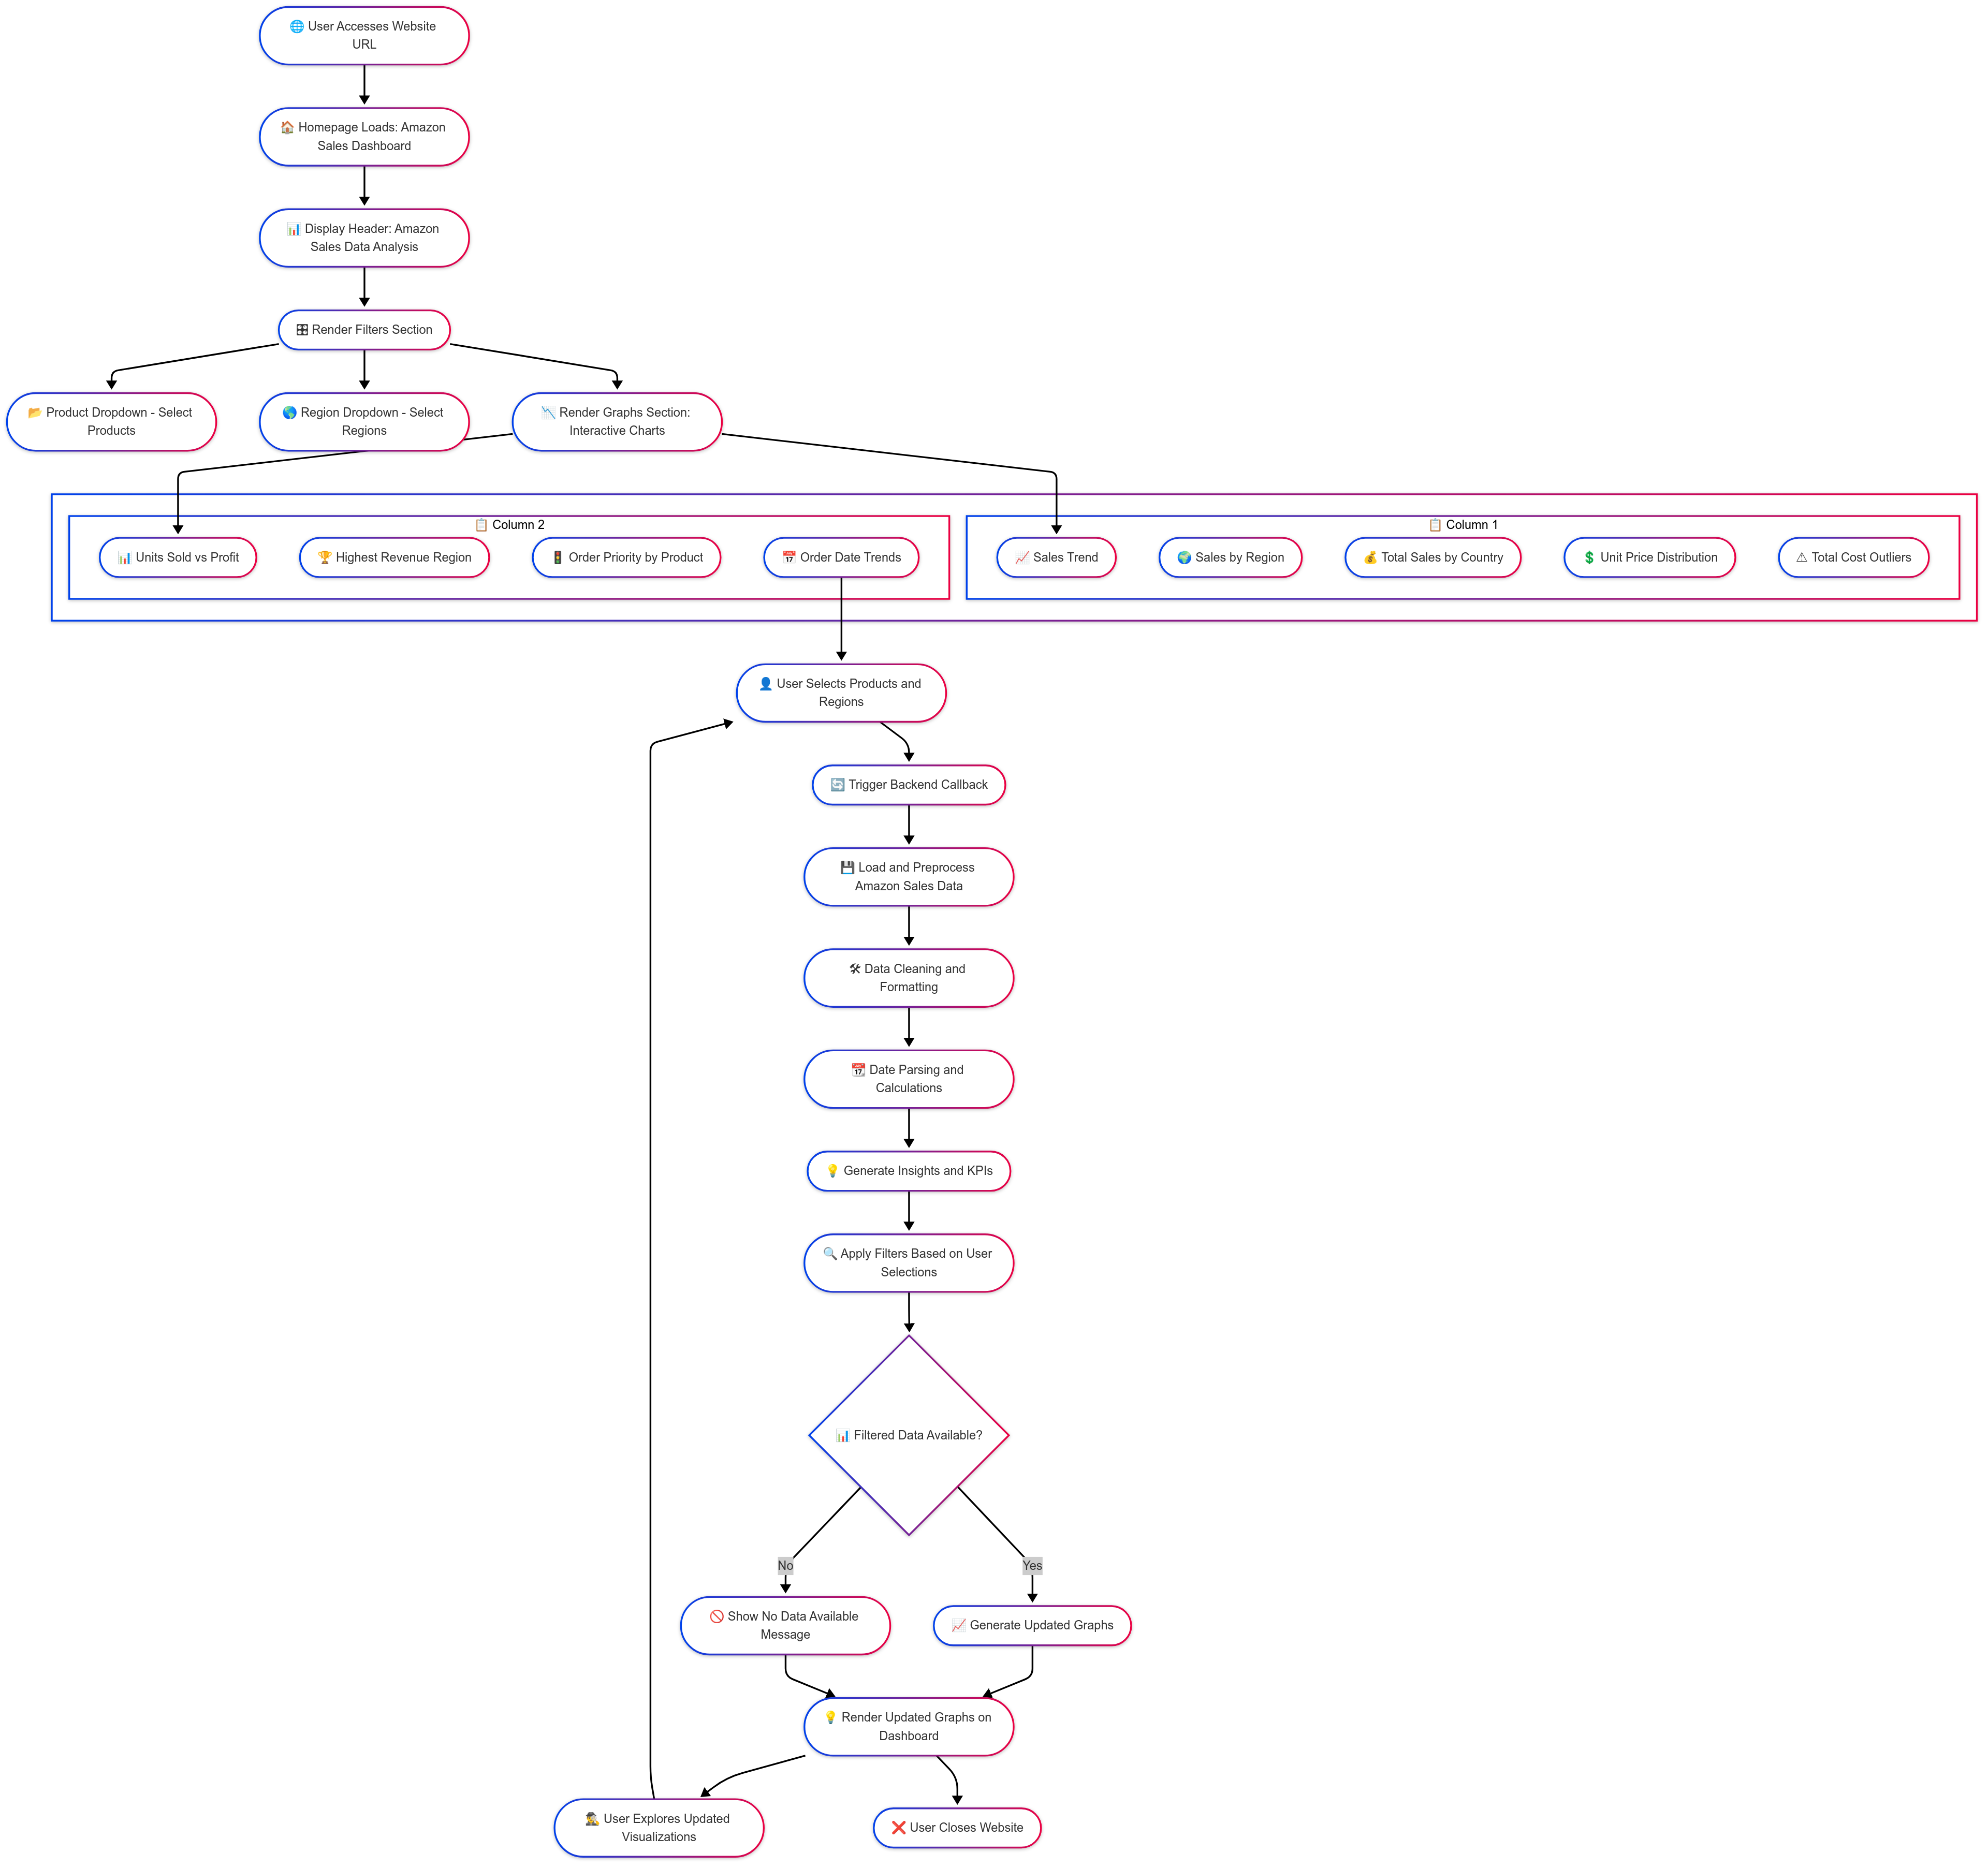 🌐 User Accesses Website
URL
🏠 Homepage Loads: Amazon
Sales Dashboard
📊 Display Header: Amazon
Sales Data Analysis
🎛 Render Filters Section
📂 Product Dropdown - Select
Products
🌎 Region Dropdown - Select
Regions
📉 Render Graphs Section:
Interactive Charts
📋 Column 2
📊 Units Sold vs Profit
🏆 Highest Revenue Region
🚦 Order Priority by Product
📅 Order Date Trends
📋 Column 1
📈 Sales Trend
🌍 Sales by Region
💰 Total Sales by Country
💲 Unit Price Distribution
⚠ Total Cost Outliers
👤 User Selects Products and
Regions
🔄 Trigger Backend Callback
💾 Load and Preprocess
Amazon Sales Data
🛠 Data Cleaning and
Formatting
📆 Date Parsing and
Calculations
💡 Generate Insights and KPIs
🔍 Apply Filters Based on User
Selections
📊 Filtered Data Available?
No
Yes
🚫 Show No Data Available
Message
📈 Generate Updated Graphs
💡 Render Updated Graphs on
Dashboard
🕵 User Explores Updated
Visualizations
❌ User Closes Website